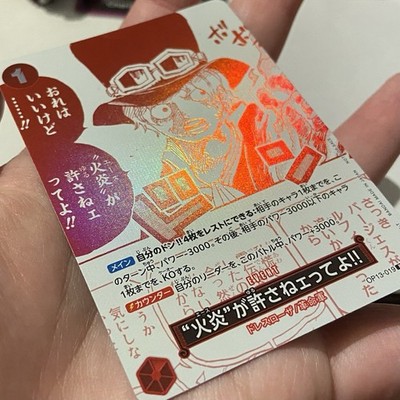 1
おれは
いいけど
……!!
ボオ
"火炎"が
許さねェ
ってよ!!
メイン 自分のドン!!4枚をレストにできる:相手のキャラ1枚までを、こ
のターン中、パワー-3000。その後、相手のパワー3000以下のキャラ
1枚までを、KOする。
カウンター 自分のリーダーを、このバトル中、パワー+3000。
EVENT
"火炎"が許さねェってよ!!
ドレスローザ/革命軍
OP13-019